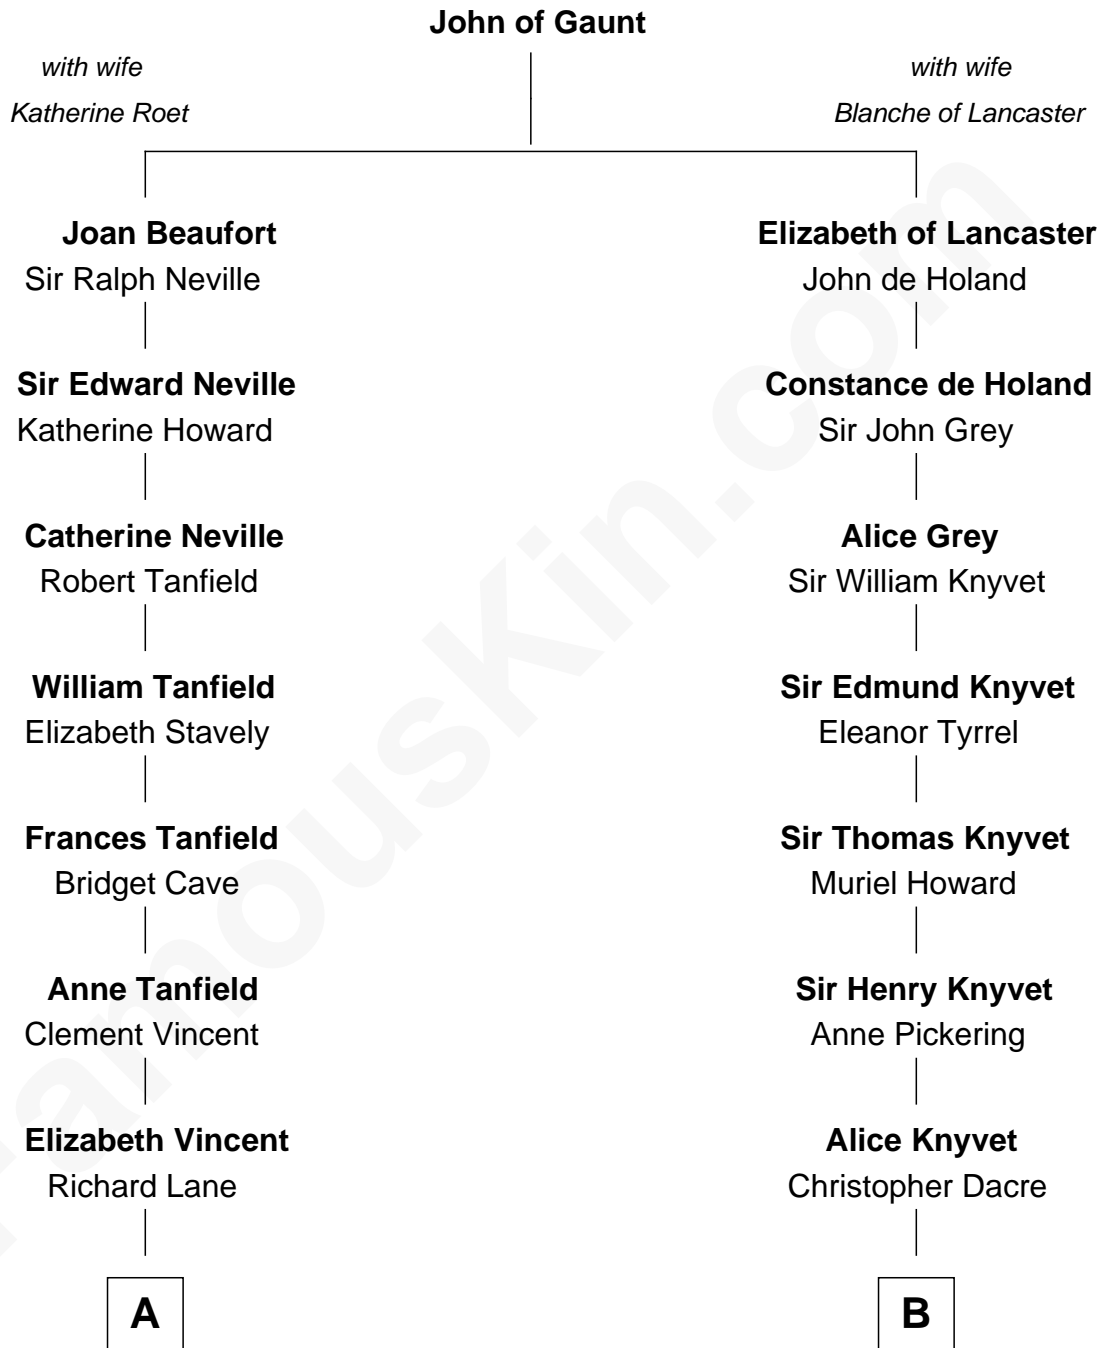 John of Gaunt
with wife
Katherine Roet
with wife
Blanche of Lancaster
Joan Beaufort
Sir Ralph Neville
Elizabeth of Lancaster
John de Holand
Sir Edward Neville
Katherine Howard
Constance de Holand
Sir John Grey
Catherine Neville
Robert Tanfield
Alice Grey
Sir William Knyvet
William Tanfield
Elizabeth Stavely
Sir Edmund Knyvet
Eleanor Tyrrel
Frances Tanfield
Bridget Cave
Sir Thomas Knyvet
Muriel Howard
Anne Tanfield
Clement Vincent
Sir Henry Knyvet
Anne Pickering
Elizabeth Vincent
Richard Lane
Alice Knyvet
Christopher Dacre
A
B
FamousKin.com